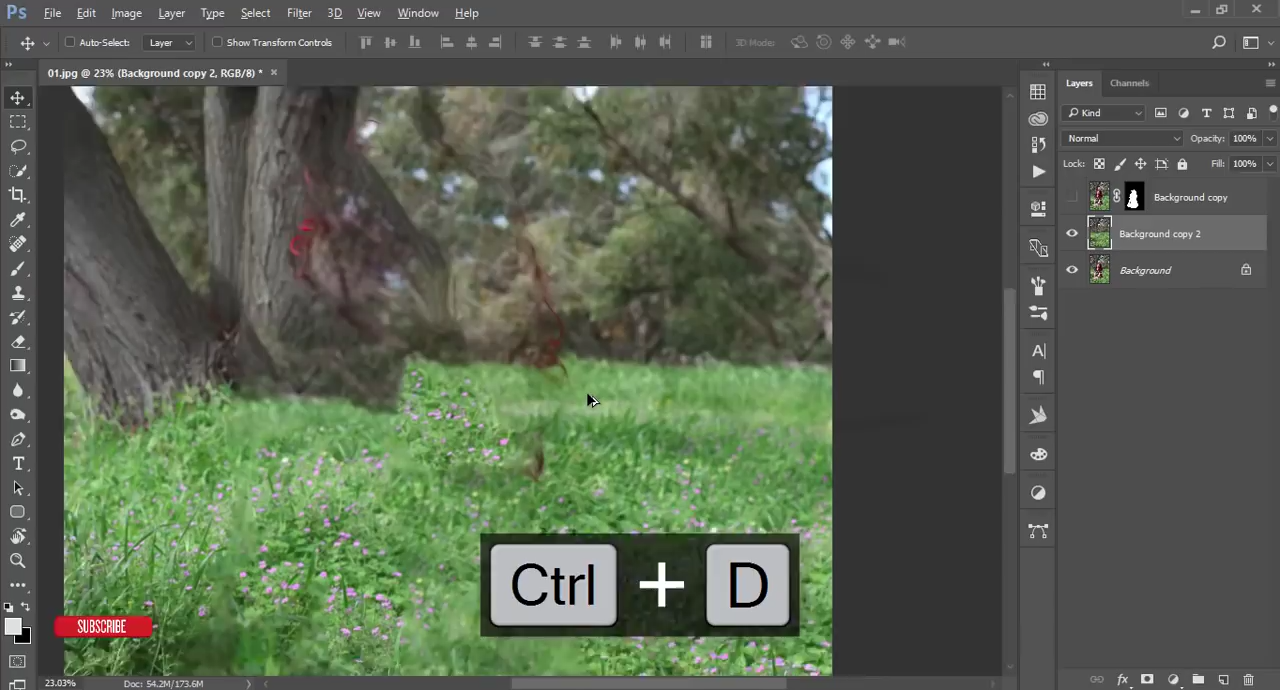 Ps File Edit Image Layer Type Select Filter 3D View Window Help
Auto-Select: Layer Show Transform Controls 3D Mode:
01.jpg @ 23% (Background copy 2, RGB/8) * ×
Layers Channels
Kind
Normal Opacity: 100%
Lock: Fill: 100%
Background copy
Background copy 2
Background
Ctrl + D
SUBSCRIBE
23.03% Doc: 54.2M/173.6M